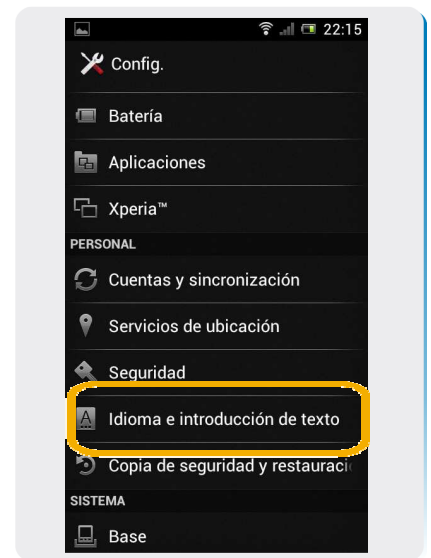 22:15
Config.
Batería
Aplicaciones
Xperia™
PERSONAL
Cuentas y sincronización
Servicios de ubicación
Seguridad
A
Idioma e introducción de texto
Copia de seguridad y restauraci
SISTEMA
Base